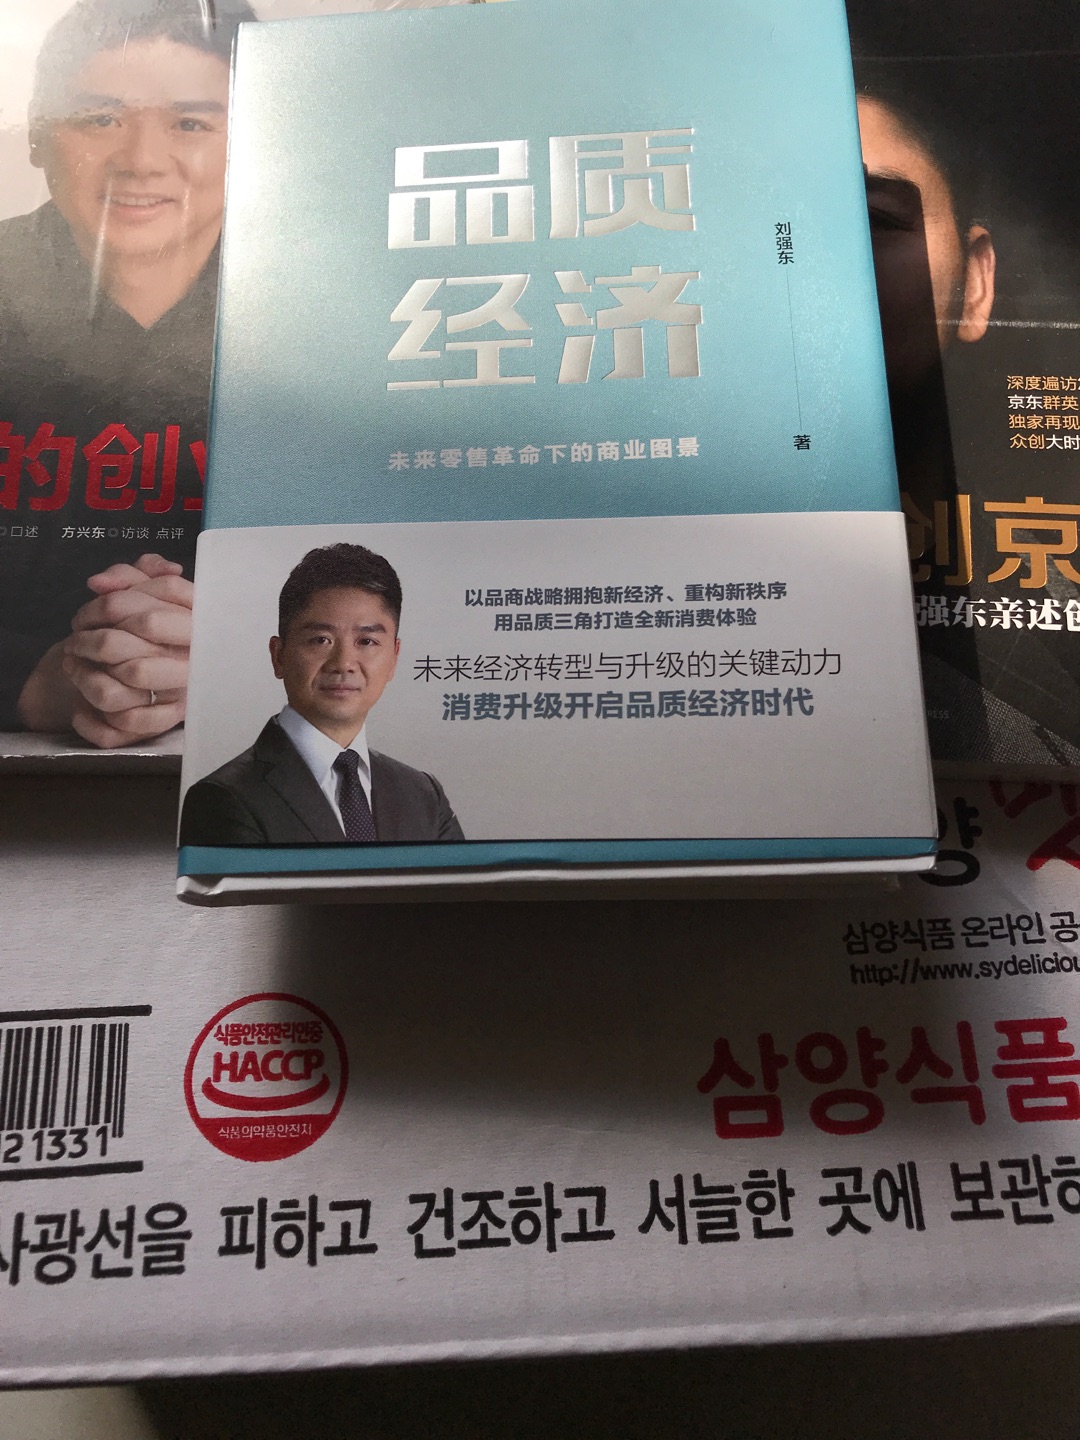 品质
经济
刘强东
著
未来零售革命下的商业图景
以品商战略拥抱新经济、重构新秩序
用品质三角打造全新消费体验
未来经济转型与升级的关键动力
消费升级开启品质经济时代
的创业
口述 方兴东 访谈 点评
深度遍访
京东群英
独家再现
众创大时
创京
强东亲述创
양
삼양식품 온라인 공
http://www.sydeliciou
식품안전관리인증
HACCP
식품의약품안전처
삼양식품
21331
사광선을 피하고 건조하고 서늘한 곳에 보관하